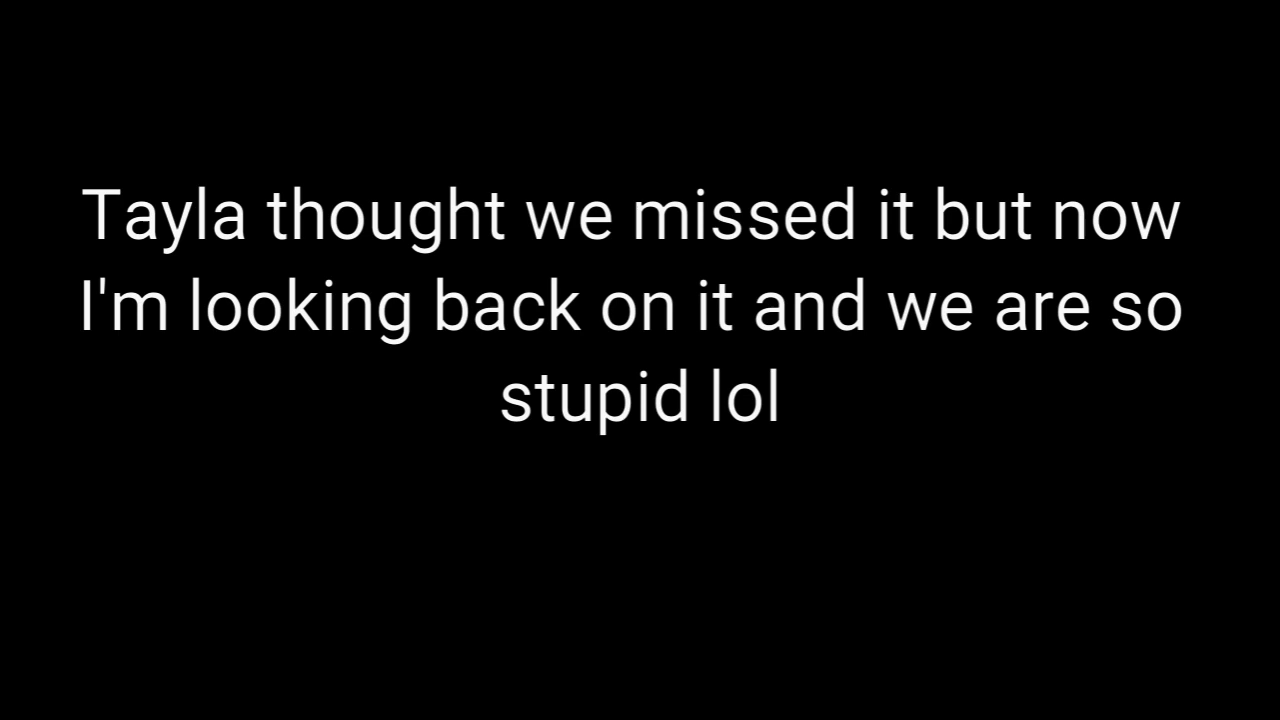 Tayla thought we missed it but now
I'm looking back on it and we are so
stupid lol